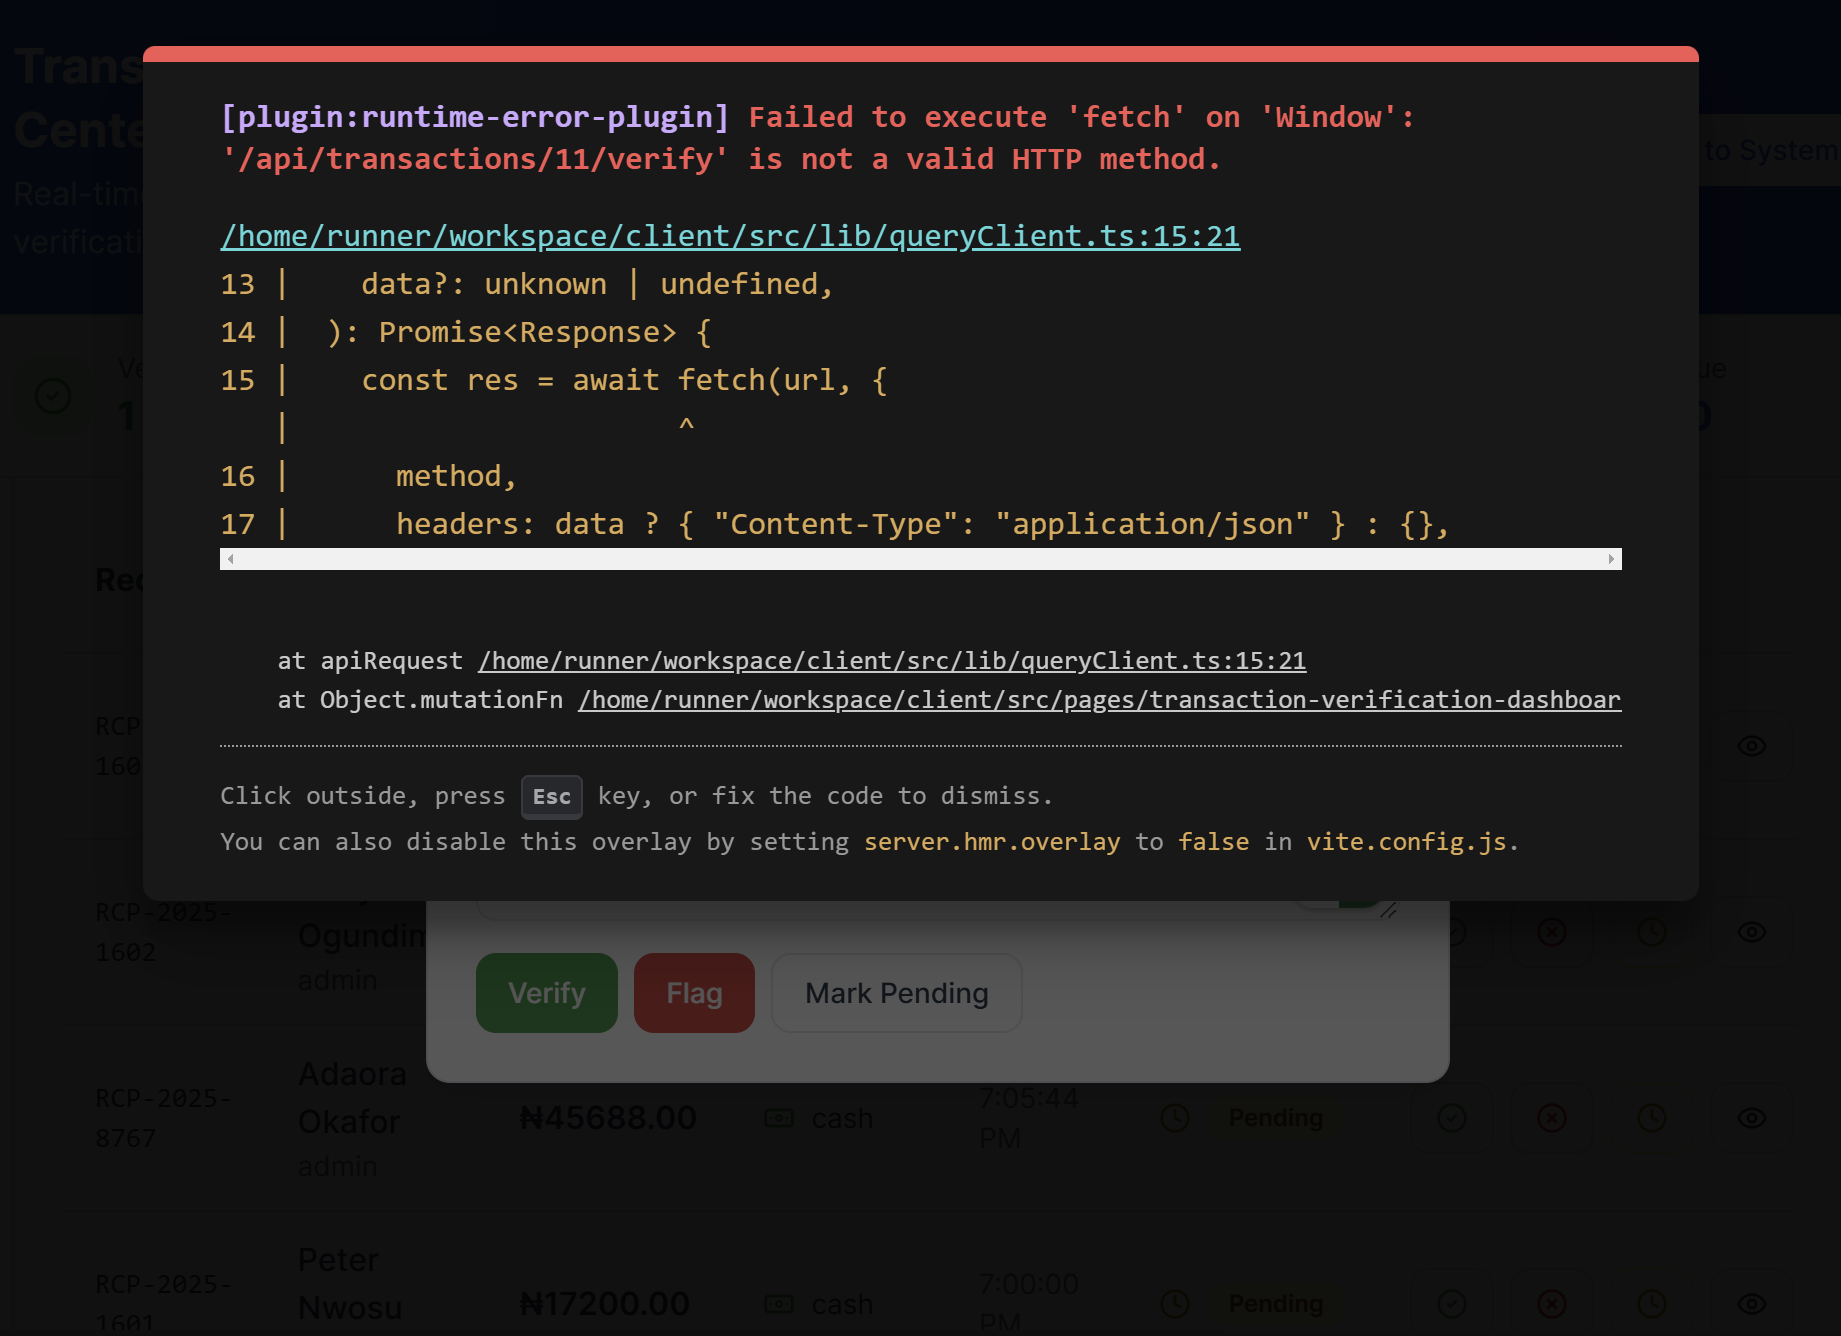 Trans
Cente
Real-tim
verificati
to System
[plugin:runtime-error-plugin] Failed to execute 'fetch' on 'Window':
'/api/transactions/11/verify' is not a valid HTTP method.
/home/runner/workspace/client/src/lib/queryClient.ts:15:21
13 |    data?: unknown | undefined,
14 |  ): Promise<Response> {
15 |    const res = await fetch(url, {
   |                      ^
16 |      method,
17 |      headers: data ? { "Content-Type": "application/json" } : {},
at apiRequest /home/runner/workspace/client/src/lib/queryClient.ts:15:21
at Object.mutationFn /home/runner/workspace/client/src/pages/transaction-verification-dashboar
Click outside, press Esc key, or fix the code to dismiss.
You can also disable this overlay by setting server.hmr.overlay to false in vite.config.js.
Ve
1
ue
Rec
RCP
160
RCP-2025-
1602
Ogundin
admin
Verify
Flag
Mark Pending
RCP-2025-
8767
Adaora
Okafor
admin
₦45688.00
cash
7:05:44
PM
Pending
RCP-2025-
1601
Peter
Nwosu
₦17200.00
cash
7:00:00
PM
Pending